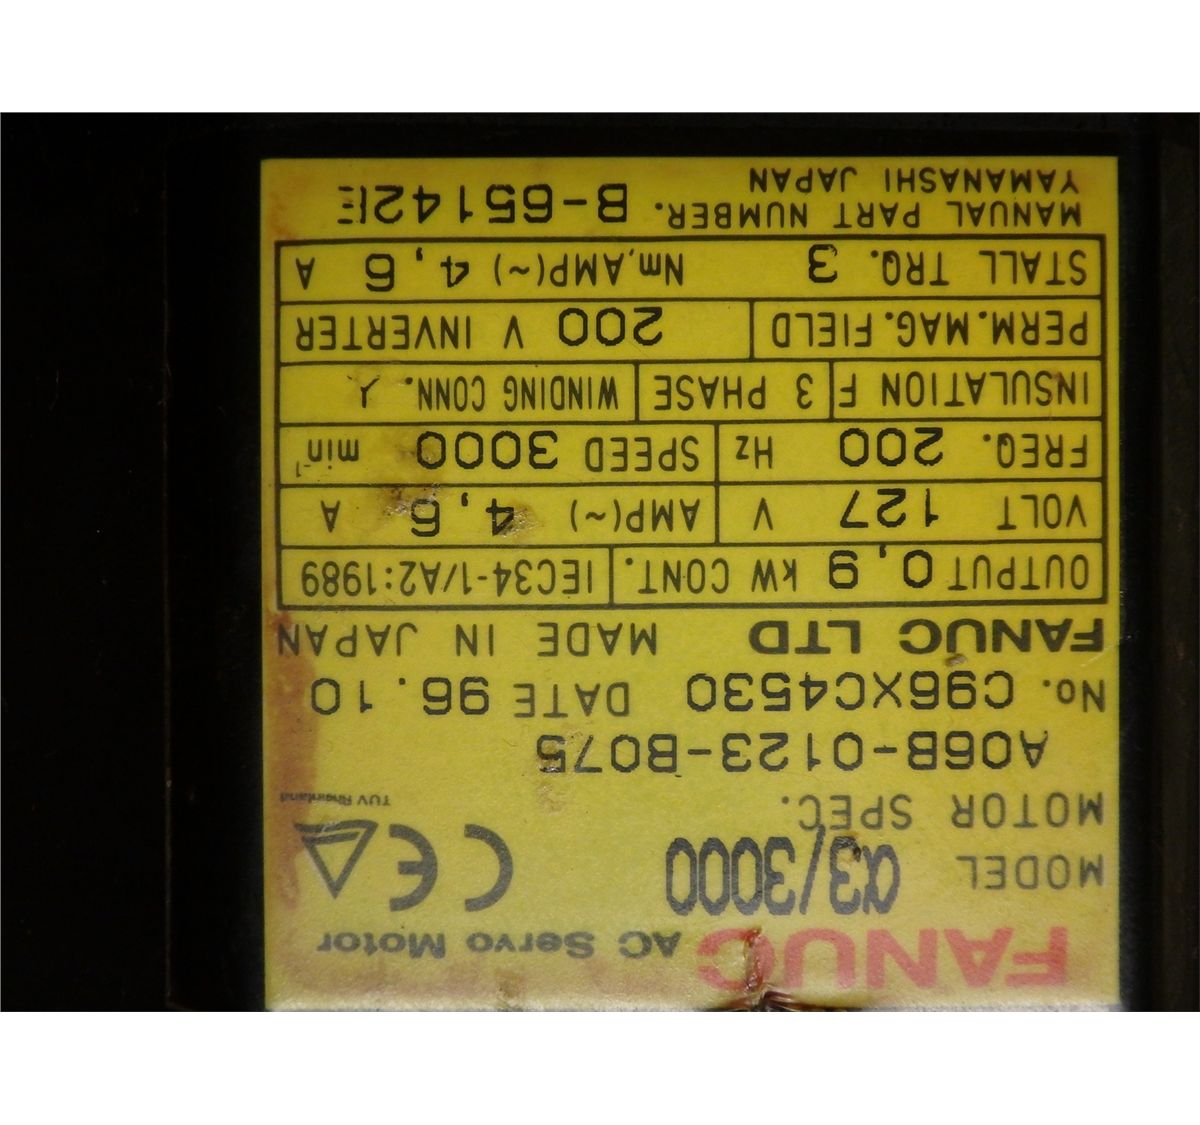 FANUC AC Servo Motor
MODEL α3/3000
MOTOR SPEC.
A06B-0123-B075
TUV Rheinland
No. C96XC4530 DATE 96.10
FANUC LTD MADE IN JAPAN
OUTPUT 0,9 kW CONT. IEC34-1/A2:1989
VOLT 127 V AMP(~) 4,6 A
FREQ. 200 Hz SPEED 3000 min⁻¹
INSULATION F 3 PHASE WINDING CONN. Y
PERM.MAG.FIELD 200 V INVERTER
STALL TRQ. 3 Nm,AMP(~) 4,6 A
MANUAL PART NUMBER. B-65142E
YAMANASHI JAPAN